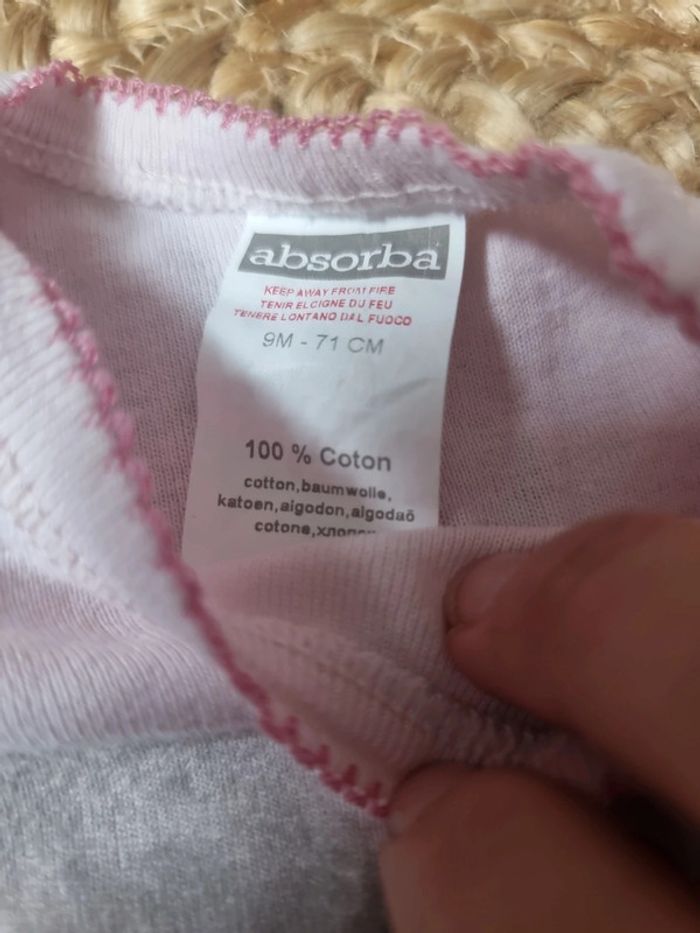 absorba
KEEP AWAY FROM FIRE
TENIR ELOIGNE DU FEU
TENERE LONTANO DAL FUOCO
9M - 71 CM
100 % Coton
cotton,baumwolle,
katoen,algodon,algodaõ
cotone,